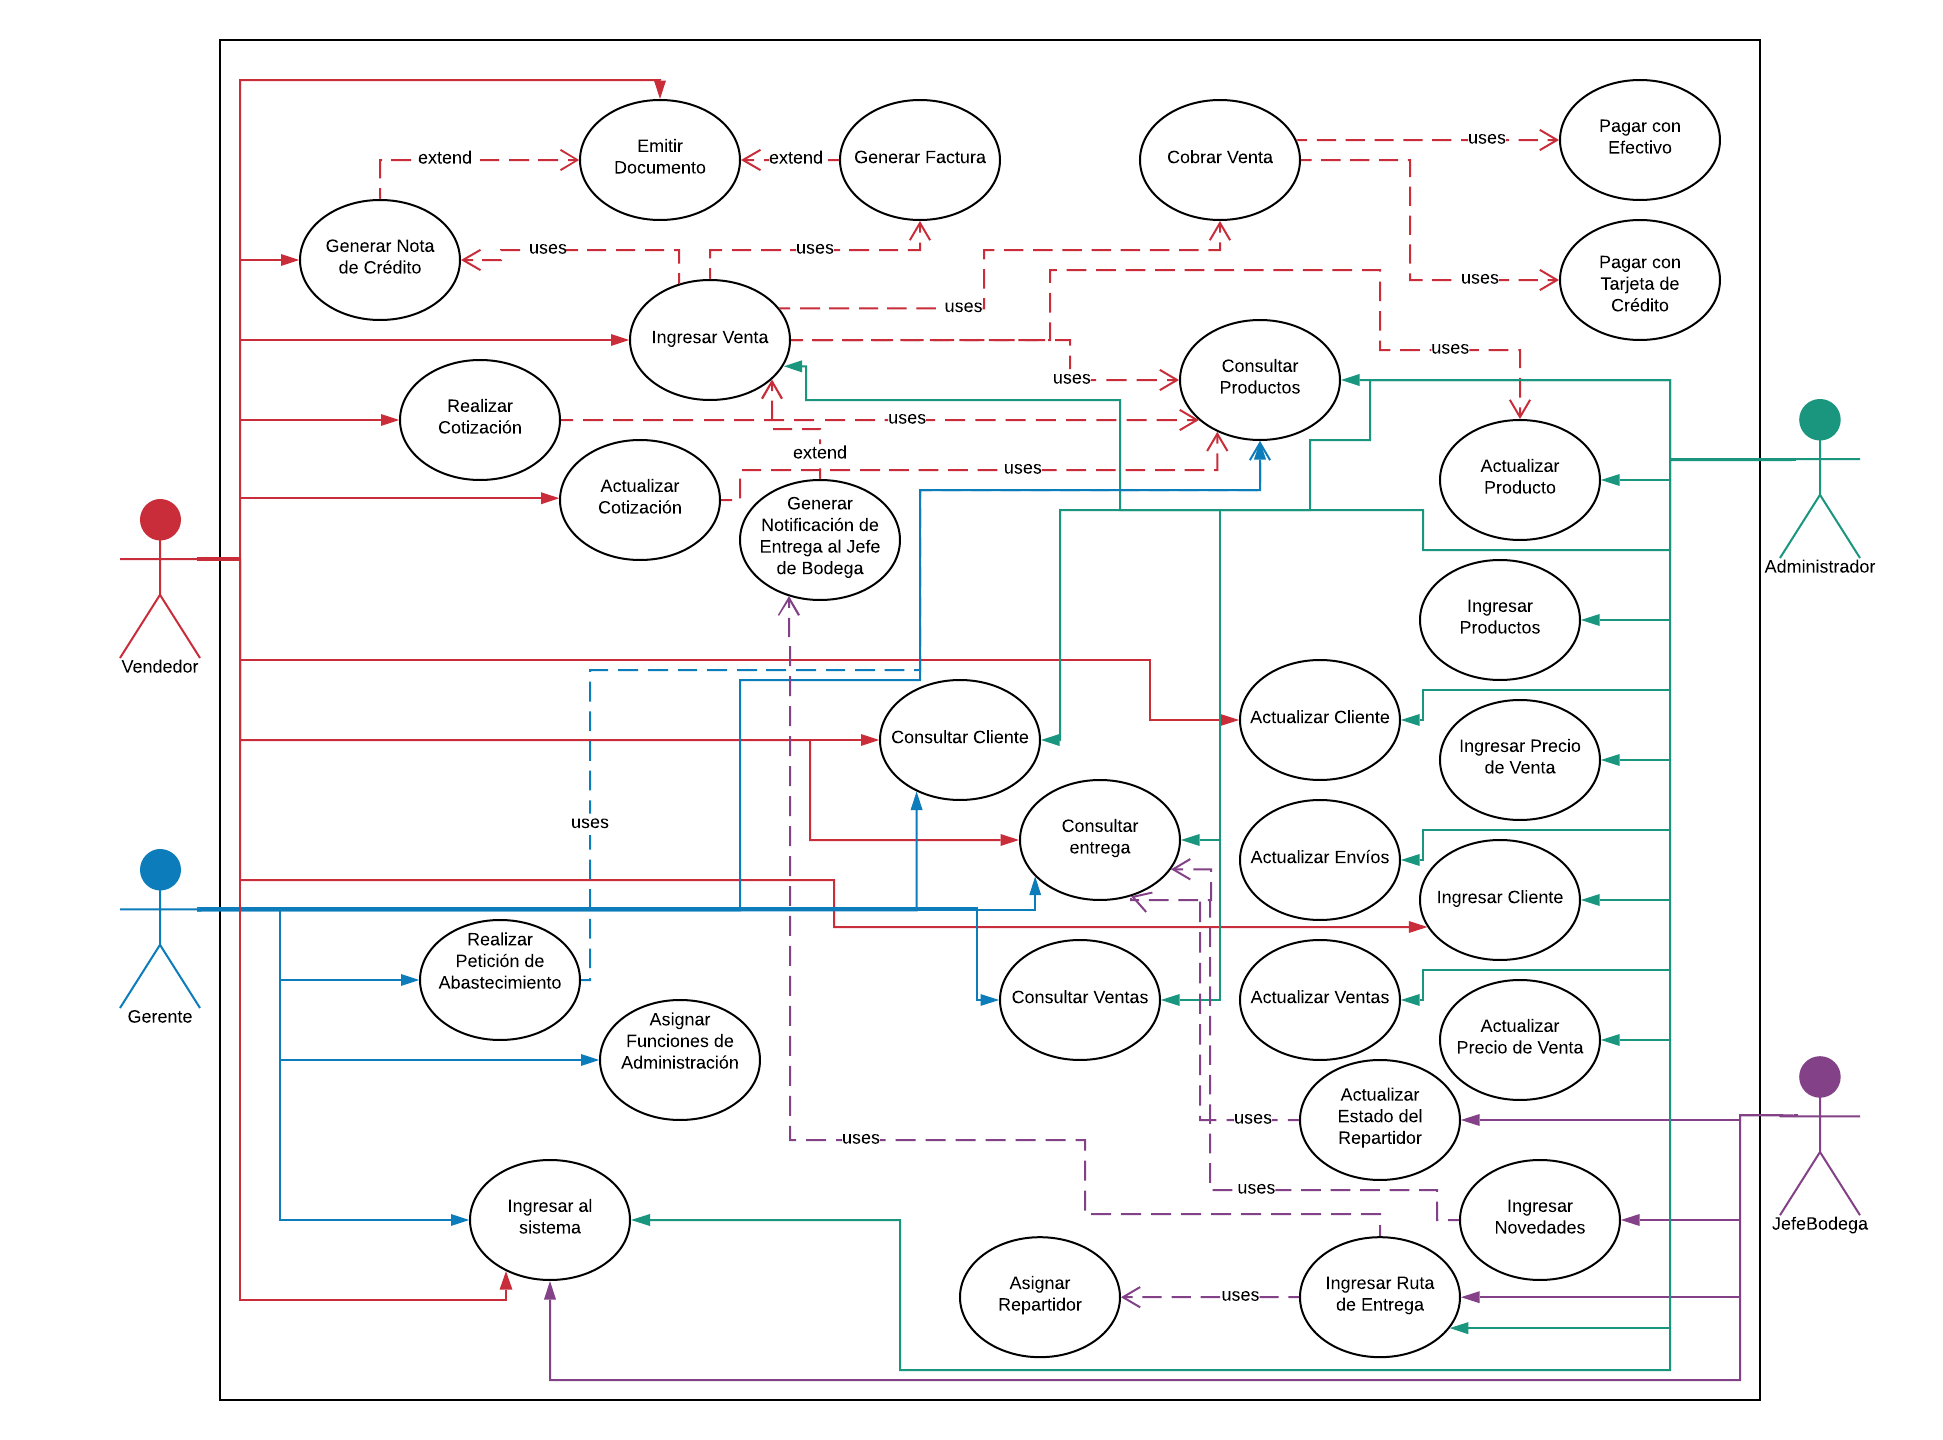 Pagar con
Efectivo
Emitir
Documento
extend
extend
Generar Factura
Cobrar Venta
uses
Generar Nota
de Crédito
uses
uses
Pagar con
Tarjeta de
Crédito
uses
uses
Ingresar Venta
uses
Consultar
Productos
uses
Realizar
Cotización
uses
extend
uses
Actualizar
Cotización
Generar
Notificación de
Entrega al Jefe
de Bodega
Actualizar
Producto
Administrador
Vendedor
Ingresar
Productos
Actualizar Cliente
Consultar Cliente
Ingresar Precio
de Venta
uses
Consultar
entrega
Actualizar Envíos
Ingresar Cliente
Gerente
Realizar
Petición de
Abastecimiento
Consultar Ventas
Actualizar Ventas
Asignar
Funciones de
Administración
Actualizar
Precio de Venta
Actualizar
Estado del
Repartidor
uses
uses
uses
Ingresar
Novedades
JefeBodega
Ingresar al
sistema
Asignar
Repartidor
uses
Ingresar Ruta
de Entrega